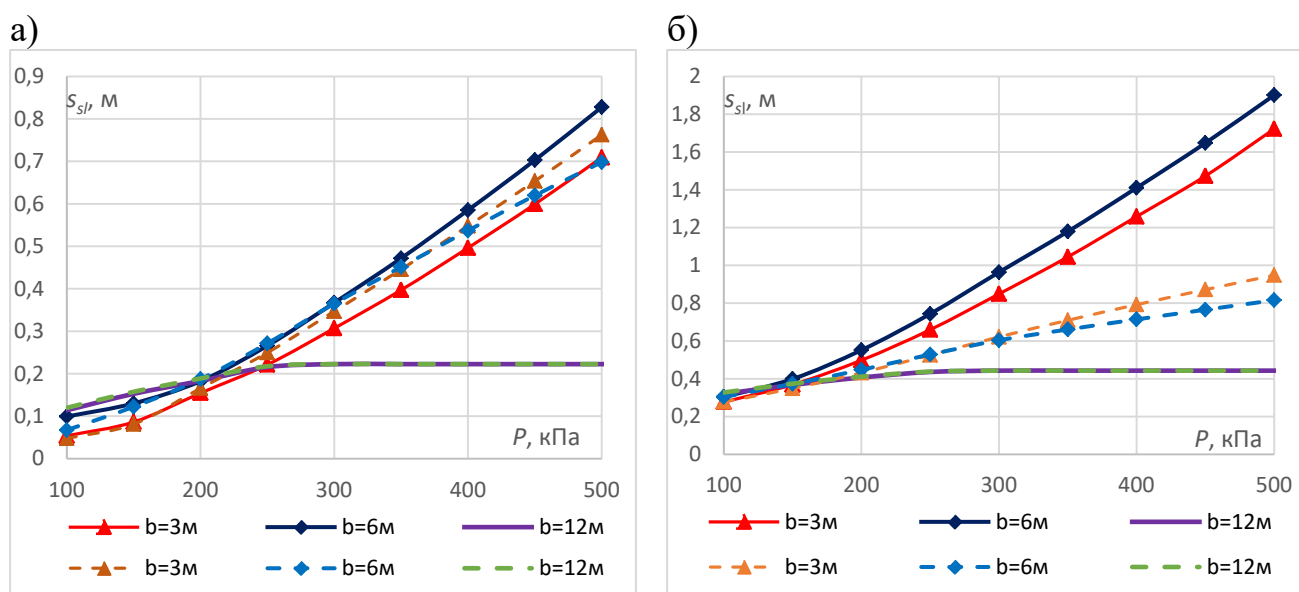 а)
0,9
s_sl, м
0,8
0,7
0,6
0,5
0,4
0,3
0,2
0,1
0
P, кПа
100 200 300 400 500
b=3м b=6м b=12м
b=3м b=6м b=12м
б)
2
s_sl, м
1,8
1,6
1,4
1,2
1
0,8
0,6
0,4
0,2
0
P, кПа
100 200 300 400 500
b=3м b=6м b=12м
b=3м b=6м b=12м